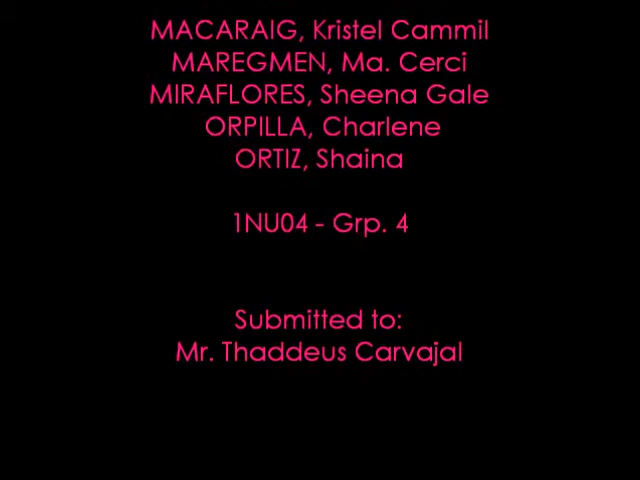 MACARAIG, Kristel Cammil
MAREGMEN, Ma. Cerci
MIRAFLORES, Sheena Gale
ORPILLA, Charlene
ORTIZ, Shaina
1NU04 - Grp. 4
Submitted to:
Mr. Thaddeus Carvajal